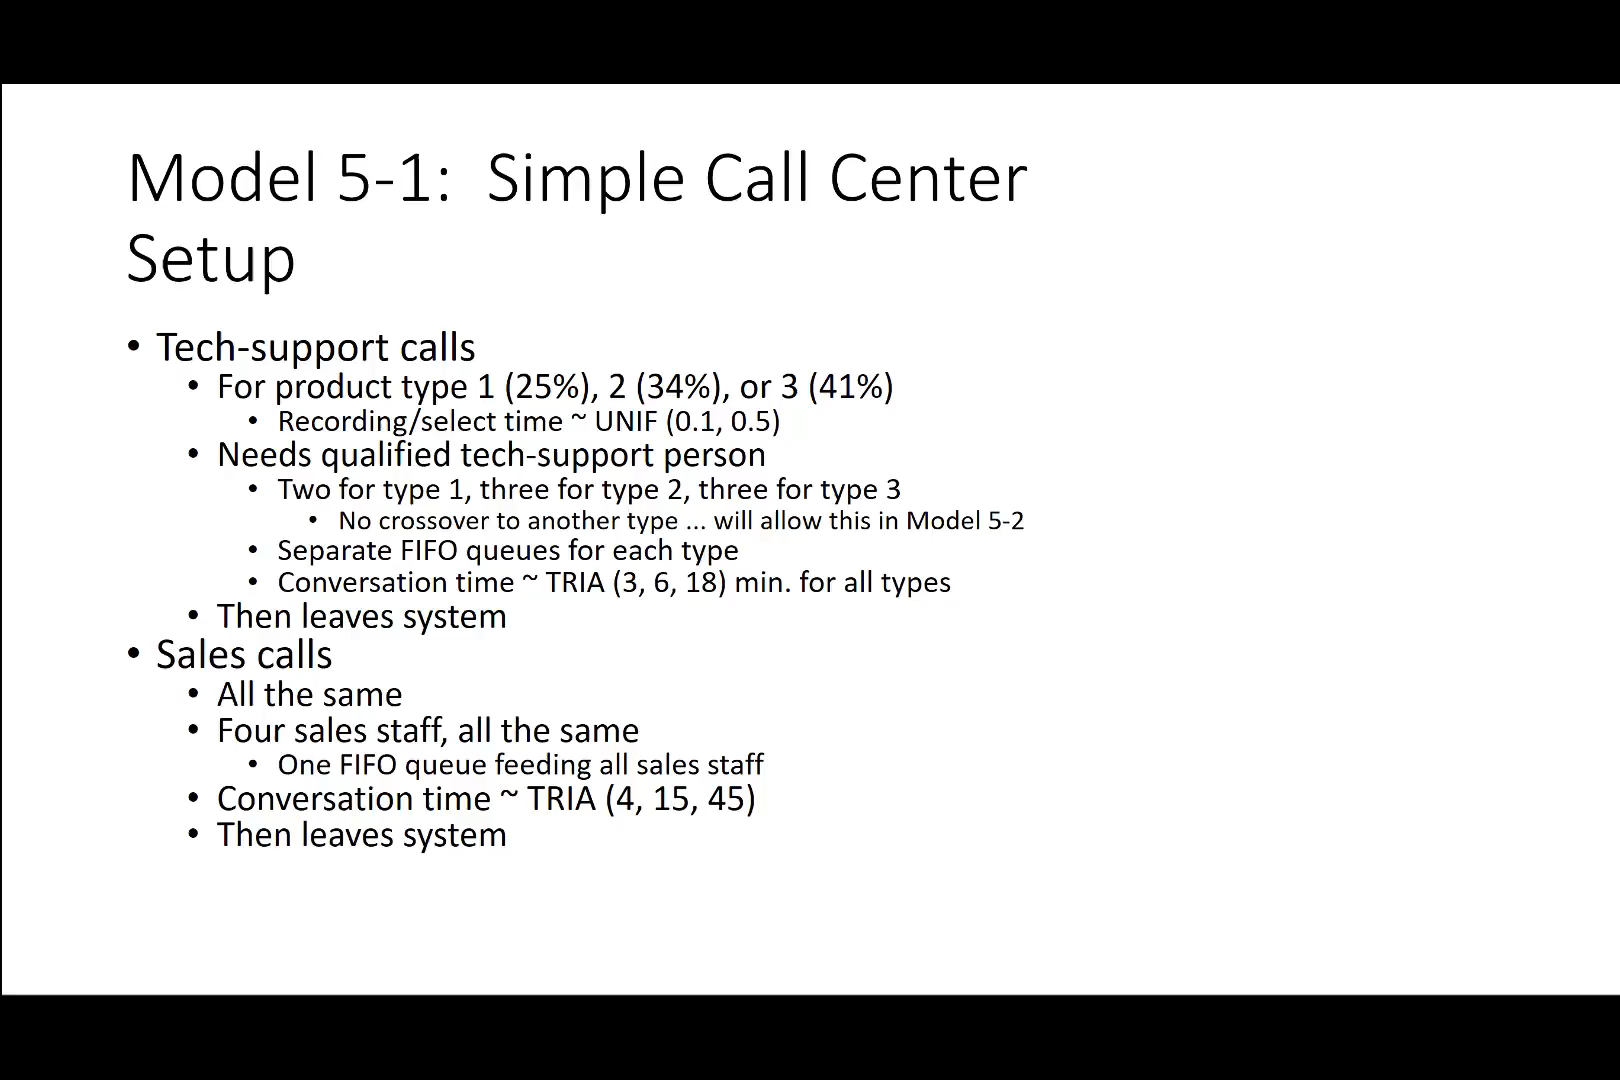 Model 5-1:  Simple Call Center
Setup
• Tech-support calls
• For product type 1 (25%), 2 (34%), or 3 (41%)
• Recording/select time ~ UNIF (0.1, 0.5)
• Needs qualified tech-support person
• Two for type 1, three for type 2, three for type 3
• No crossover to another type ... will allow this in Model 5-2
• Separate FIFO queues for each type
• Conversation time ~ TRIA (3, 6, 18) min. for all types
• Then leaves system
• Sales calls
• All the same
• Four sales staff, all the same
• One FIFO queue feeding all sales staff
• Conversation time ~ TRIA (4, 15, 45)
• Then leaves system